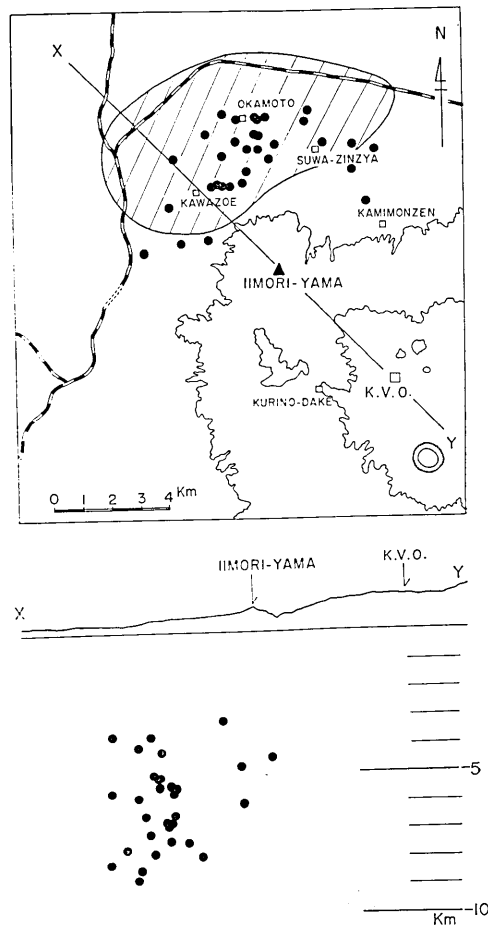 N
X
OKAMOTO
SUWA-ZINZYA
KAWAZOE
KAMIMONZEN
IIMORI-YAMA
K.V.O.
KURINO-DAKE
Y
0 1 2 3 4 Km
IIMORI-YAMA
K.V.O.
X
Y
-5
-10
Km